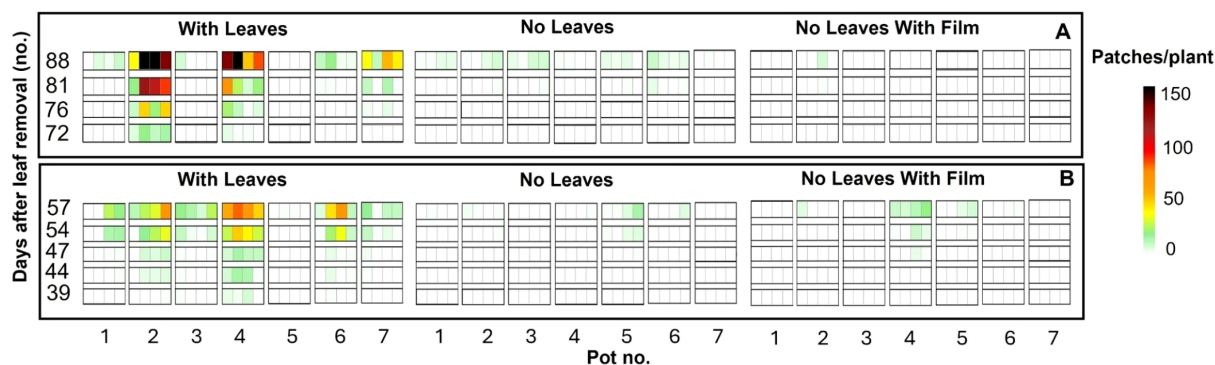 With Leaves No Leaves No Leaves With Film A
Patches/plant
88
81
76
72
150
100
50
0
Days after leaf removal (no.)
With Leaves No Leaves No Leaves With Film B
57
54
47
44
39
1 2 3 4 5 6 7 1 2 3 4 5 6 7 1 2 3 4 5 6 7
Pot no.